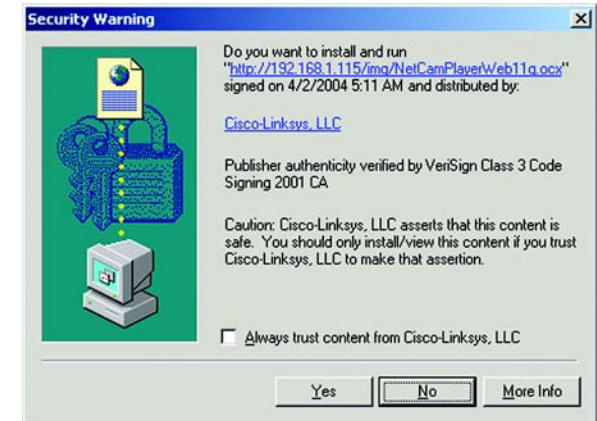 Security Warning
Do you want to install and run
"http://192.168.1.115/img/NetCamPlayerWeb11g.ocx"
signed on 4/2/2004 5:11 AM and distributed by:
Cisco-Linksys, LLC
Publisher authenticity verified by VeriSign Class 3 Code
Signing 2001 CA
Caution: Cisco-Linksys, LLC asserts that this content is
safe. You should only install/view this content if you trust
Cisco-Linksys, LLC to make that assertion.
Always trust content from Cisco-Linksys, LLC
Yes
No
More Info